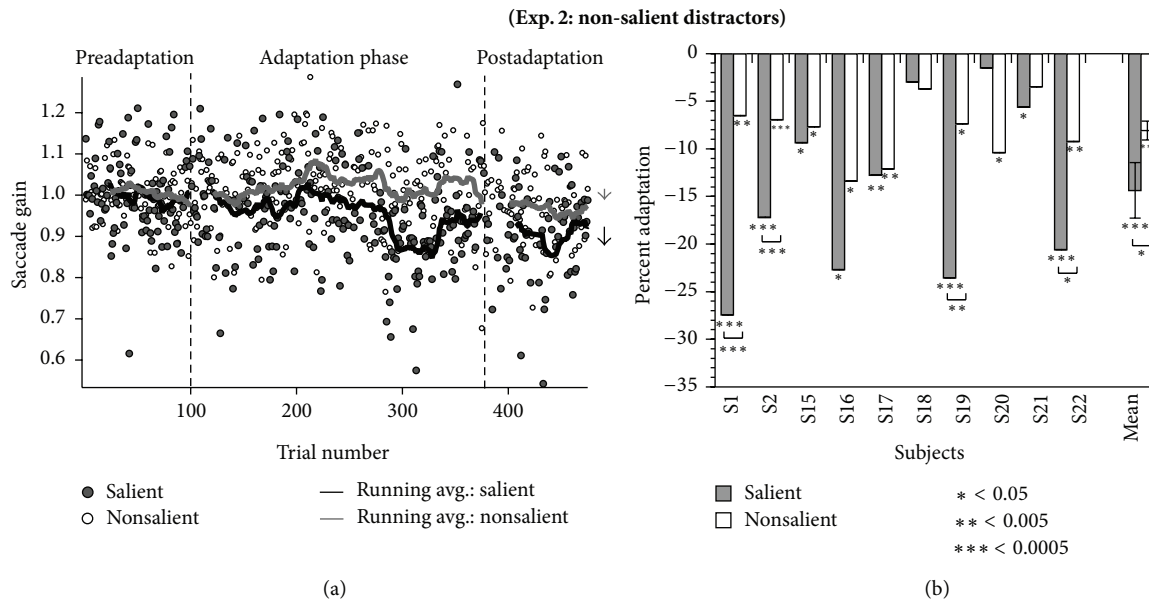 (Exp. 2: non-salient distractors)
Preadaptation Adaptation phase Postadaptation
Saccade gain
1.2
1.1
1.0
0.9
0.8
0.7
0.6
100 200 300 400
Trial number
Salient
Nonsalient
Running avg.: salient
Running avg.: nonsalient
(a)
Percent adaptation
0
−5
−10
−15
−20
−25
−30
−35
∗∗∗
∗∗∗
∗∗
∗∗∗
∗∗∗
∗∗∗
∗
∗
∗
∗
∗∗
∗∗
∗∗∗
∗∗
∗
∗
∗
∗∗∗
∗
∗∗
∗∗∗
∗
∗∗
S1 S2 S15 S16 S17 S18 S19 S20 S21 S22 Mean
Subjects
Salient
Nonsalient
∗ < 0.05
∗∗ < 0.005
∗∗∗ < 0.0005
(b)